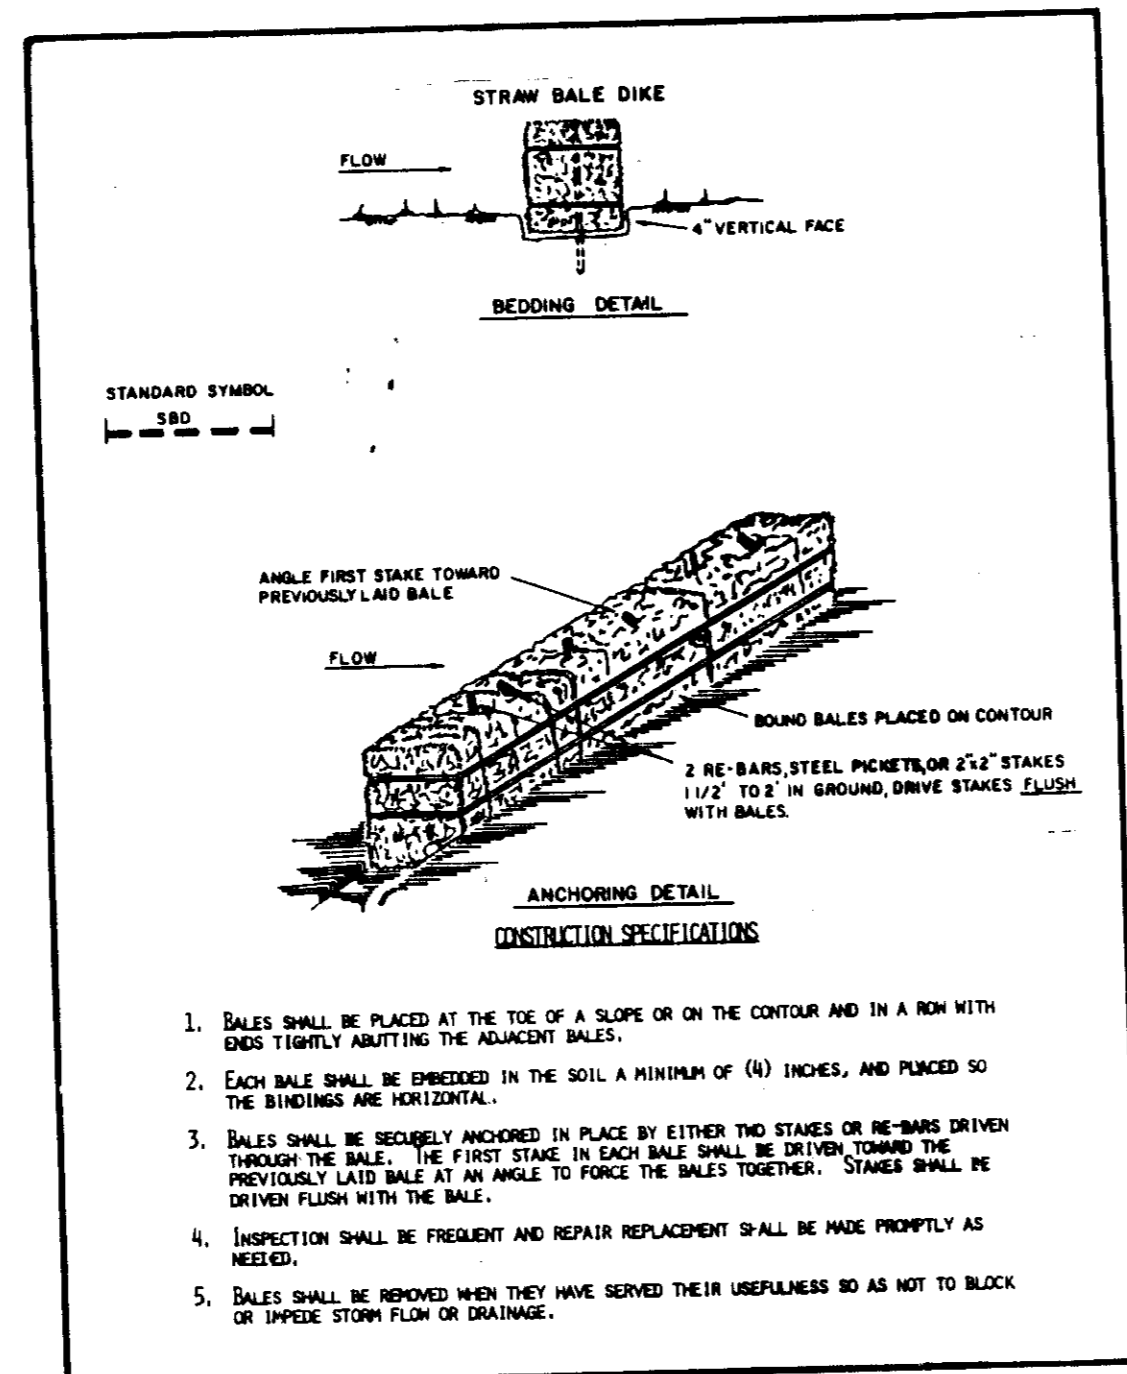 STRAW BALE DIKE
FLOW
4" VERTICAL FACE
BEDDING DETAIL
STANDARD SYMBOL
SBD
ANGLE FIRST STAKE TOWARD
PREVIOUSLY LAID BALE
FLOW
BOUND BALES PLACED ON CONTOUR
2 RE-BARS, STEEL PICKETS, OR 2"x2" STAKES
1 1/2' TO 2' IN GROUND, DRIVE STAKES FLUSH
WITH BALES.
ANCHORING DETAIL
CONSTRUCTION SPECIFICATIONS
1. BALES SHALL BE PLACED AT THE TOE OF A SLOPE OR ON THE CONTOUR AND IN A ROW WITH
ENDS TIGHTLY ABUTTING THE ADJACENT BALES.
2. EACH BALE SHALL BE EMBEDDED IN THE SOIL A MINIMUM OF (4) INCHES, AND PLACED SO
THE BINDINGS ARE HORIZONTAL.
3. BALES SHALL BE SECURELY ANCHORED IN PLACE BY EITHER TWO STAKES OR RE-BARS DRIVEN
THROUGH THE BALE. THE FIRST STAKE IN EACH BALE SHALL BE DRIVEN TOWARD THE
PREVIOUSLY LAID BALE AT AN ANGLE TO FORCE THE BALES TOGETHER. STAKES SHALL BE
DRIVEN FLUSH WITH THE BALE.
4. INSPECTION SHALL BE FREQUENT AND REPAIR REPLACEMENT SHALL BE MADE PROMPTLY AS
NEEDED.
5. BALES SHALL BE REMOVED WHEN THEY HAVE SERVED THEIR USEFULNESS SO AS NOT TO BLOCK
OR IMPEDE STORM FLOW OR DRAINAGE.